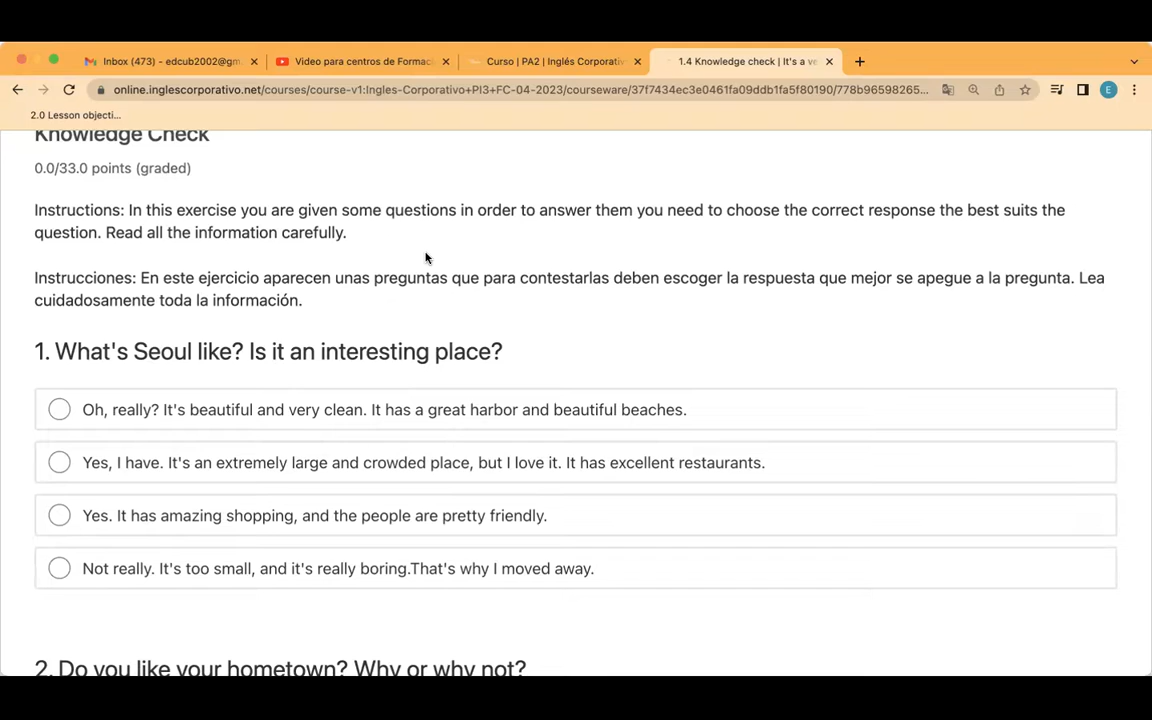 Inbox (473) - edcub2002@gm
Video para centros de Formac
Curso | PA2 | Inglés Corporativ
1.4 Knowledge check | It's a ve
online.inglescorporativo.net/courses/course-v1:Ingles-Corporativo+PI3+FC-04-2023/courseware/37f7434ec3e0461fa09ddb1fa5f80190/778b96598265...
E
2.0 Lesson objecti...
Knowledge Check
0.0/33.0 points (graded)
Instructions: In this exercise you are given some questions in order to answer them you need to choose the correct response the best suits the
question. Read all the information carefully.
Instrucciones: En este ejercicio aparecen unas preguntas que para contestarlas deben escoger la respuesta que mejor se apegue a la pregunta. Lea
cuidadosamente toda la información.
1. What's Seoul like? Is it an interesting place?
Oh, really? It's beautiful and very clean. It has a great harbor and beautiful beaches.
Yes, I have. It's an extremely large and crowded place, but I love it. It has excellent restaurants.
Yes. It has amazing shopping, and the people are pretty friendly.
Not really. It's too small, and it's really boring.That's why I moved away.
2. Do you like your hometown? Why or why not?